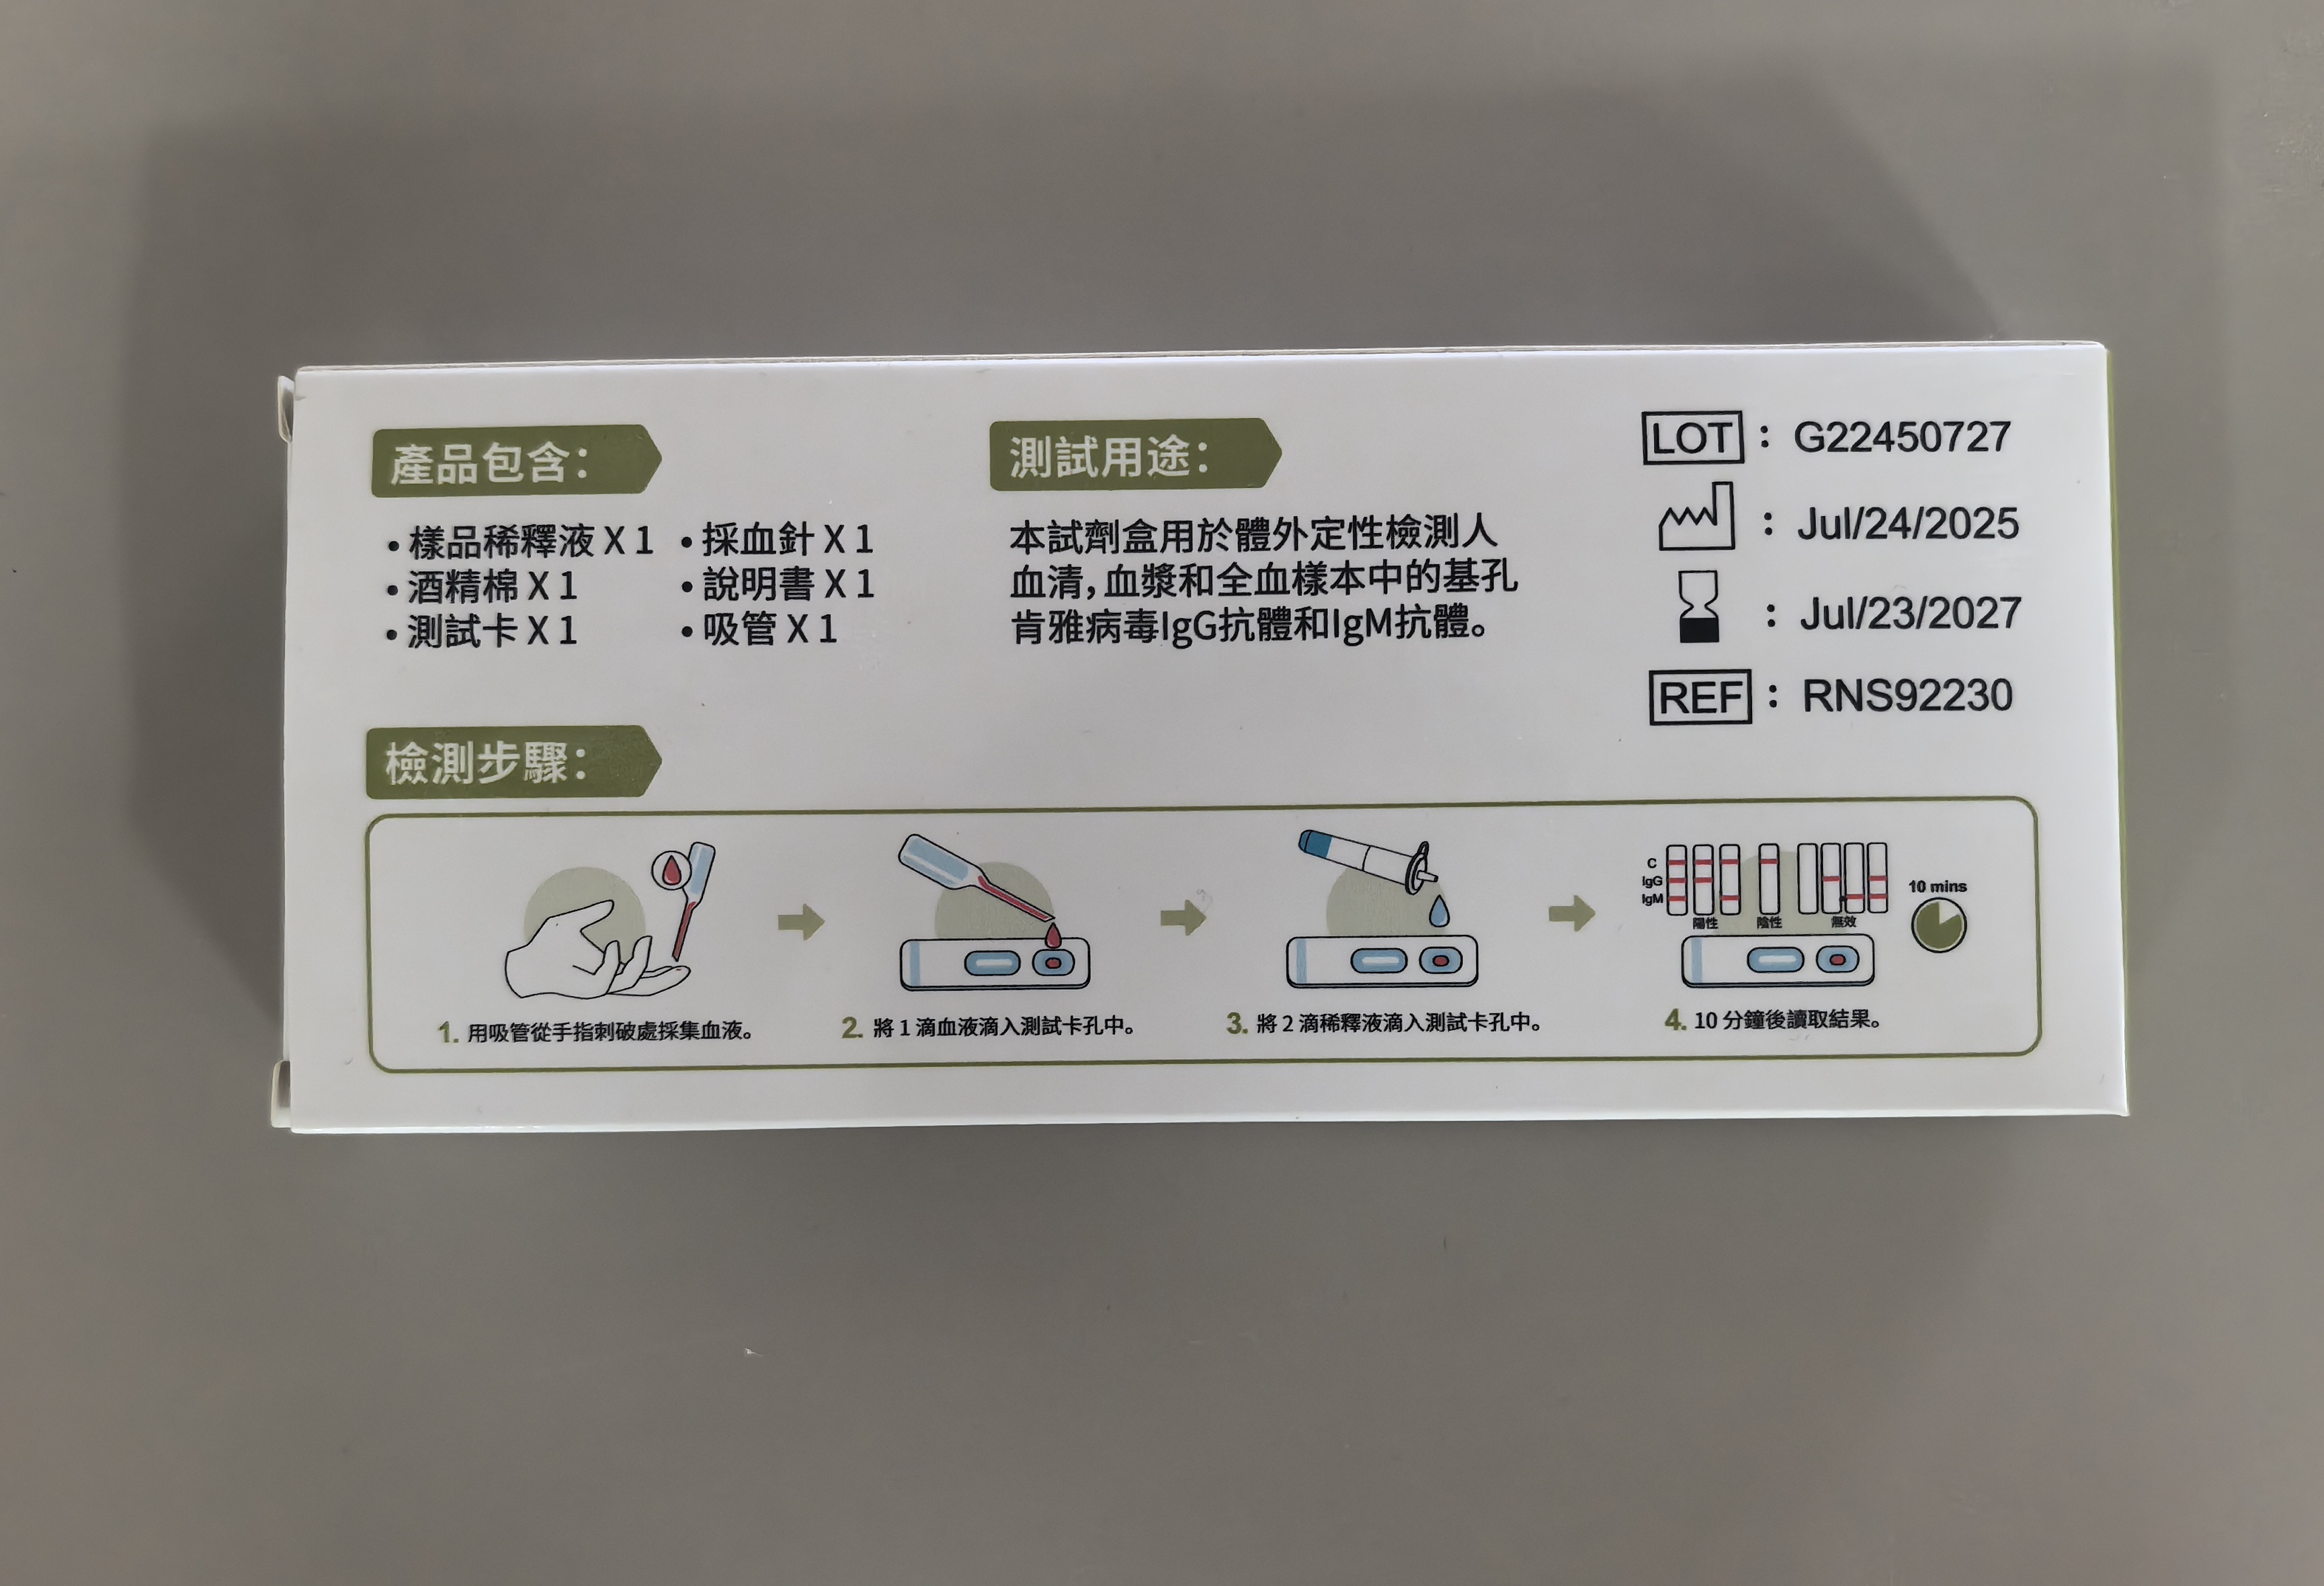 產品包含：
•樣品稀釋液 X 1
•採血針 X 1
•酒精棉 X 1
•說明書 X 1
•測試卡 X 1
•吸管 X 1
測試用途：
本試劑盒用於體外定性檢測人
血清，血漿和全血樣本中的基孔
肯雅病毒IgG抗體和IgM抗體。
LOT： G22450727
： Jul/24/2025
： Jul/23/2027
REF： RNS92230
檢測步驟：
1. 用吸管從手指刺破處採集血液。
2. 將 1 滴血液滴入測試卡孔中。
3. 將 2 滴稀釋液滴入測試卡孔中。
C
IgG
IgM
陽性
陰性
無效
10 mins
4. 10 分鐘後讀取結果。